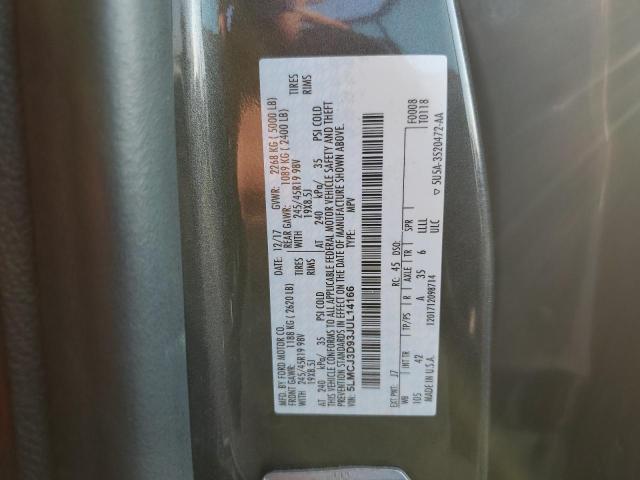 MFD. BY FORD MOTOR CO.
DATE: 12/17 GVWR: 2268 KG ( 5000 LB)
FRONT GAWR: 1188 KG ( 2620 LB) REAR GAWR: 1089 KG ( 2400 LB)
WITH 245/45R19 98V TIRES WITH 245/45R19 98V TIRES
19X8.5J RIMS 19X8.5J RIMS
AT 240 kPa/ 35 PSI COLD AT 240 kPa/ 35 PSI COLD
THIS VEHICLE CONFORMS TO ALL APPLICABLE FEDERAL MOTOR VEHICLE SAFETY AND THEFT
PREVENTION STANDARDS IN EFFECT ON THE DATE OF MANUFACTURE SHOWN ABOVE.
VIN: 5LMCJ3D93JUL14166 TYPE: MPV
EXT PNT: J7 RC: 45 DSO: F0008
WB INT TR TP/PS R AXLE TR SPR T0118
105 42 A 35 6 LLLL
1201712098714 ULC ▽ 5U5A-3520472-AA